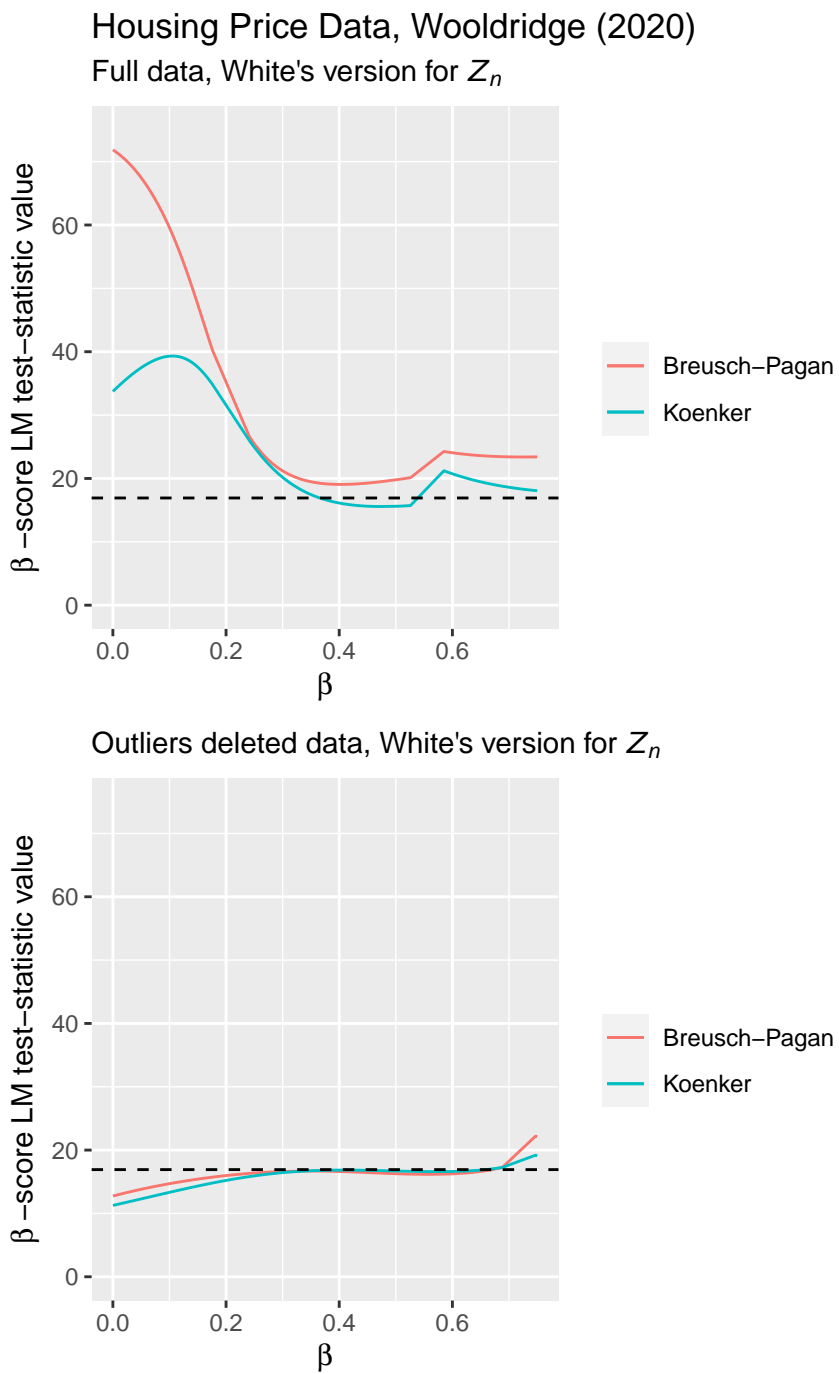 Housing Price Data, Wooldridge (2020)
Full data, White's version for Zn
β −score LM test−statistic value
60
40
20
0
Breusch−Pagan
Koenker
0.0 0.2 0.4 0.6
β
Outliers deleted data, White's version for Zn
β −score LM test−statistic value
60
40
20
0
Breusch−Pagan
Koenker
0.0 0.2 0.4 0.6
β